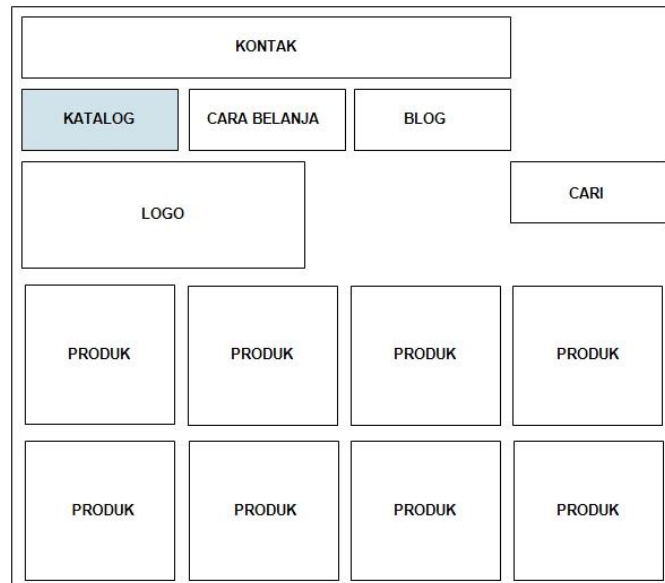 KONTAK
KATALOG
CARA BELANJA
BLOG
LOGO
CARI
PRODUK
PRODUK
PRODUK
PRODUK
PRODUK
PRODUK
PRODUK
PRODUK